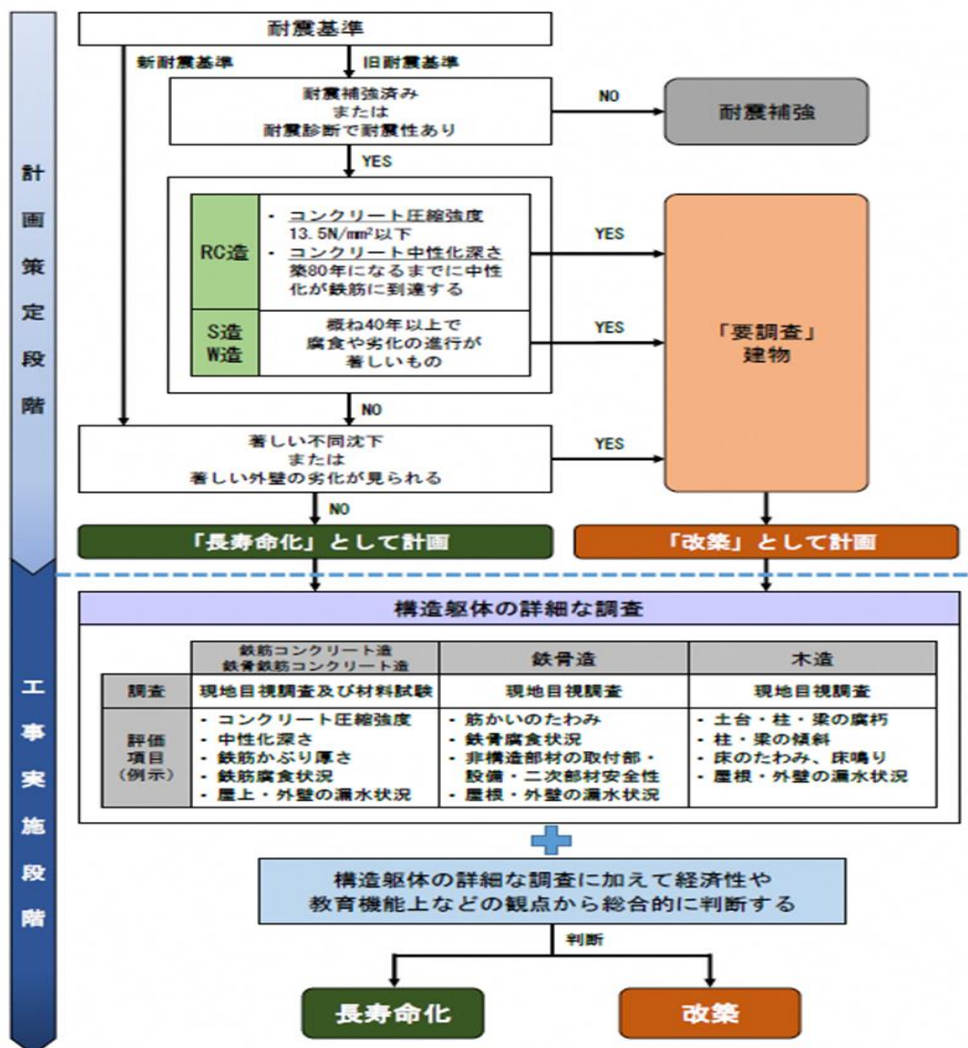 計画策定段階
耐震基準
新耐震基準
旧耐震基準
耐震補強済み
または
耐震診断で耐震性あり
NO
耐震補強
YES
RC造
・ コンクリート圧縮強度
13.5N/mm²以下
・ コンクリート中性化深さ
築80年になるまでに中性
化が鉄筋に到達する
YES
S造
W造
概ね40年以上で
腐食や劣化の進行が
著しいもの
YES
「要調査」
建物
NO
著しい不同沈下
または
著しい外壁の劣化が見られる
YES
NO
「長寿命化」として計画
「改築」として計画
工事実施段階
構造躯体の詳細な調査
鉄筋コンクリート造
鉄骨鉄筋コンクリート造
鉄骨造
木造
調査
現地目視調査及び材料試験
現地目視調査
現地目視調査
評価
項目
(例示)
・ コンクリート圧縮強度
・ 中性化深さ
・ 鉄筋かぶり厚さ
・ 鉄筋腐食状況
・ 屋上・外壁の漏水状況
・ 筋かいのたわみ
・ 鉄骨腐食状況
・ 非構造部材の取付部・
設備・二次部材安全性
・ 屋根・外壁の漏水状況
・ 土台・柱・梁の腐朽
・ 柱・梁の傾斜
・ 床のたわみ、床鳴り
・ 屋根・外壁の漏水状況
構造躯体の詳細な調査に加えて経済性や
教育機能上などの観点から総合的に判断する
判断
長寿命化
改築